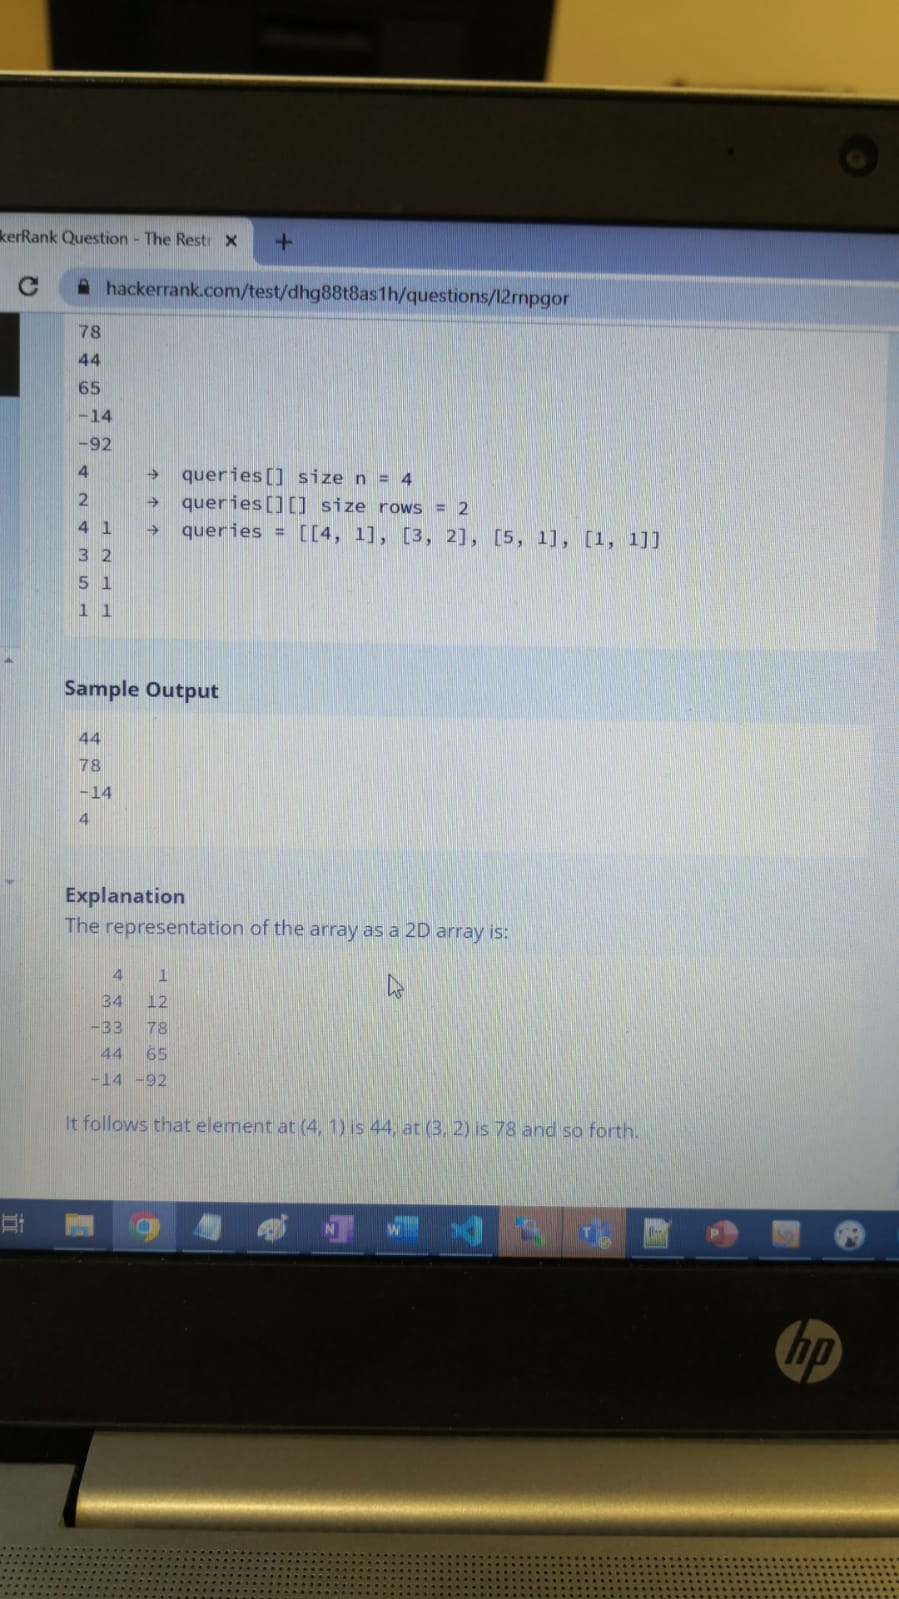 kerRank Question - The Restr
hackerrank.com/test/dhg88t8as1h/questions/l2rnpgor
78
44
65
-14
-92
4 → queries[] size n = 4
2 → queries[][] size rows = 2
4 1 → queries = [[4, 1], [3, 2], [5, 1], [1, 1]]
3 2
5 1
1 1
Sample Output
44
78
-14
4
Explanation
The representation of the array as a 2D array is:
4 1
34 12
-33 78
44 65
-14 -92
It follows that element at (4, 1) is 44, at (3, 2) is 78 and so forth.
N W T P
hp